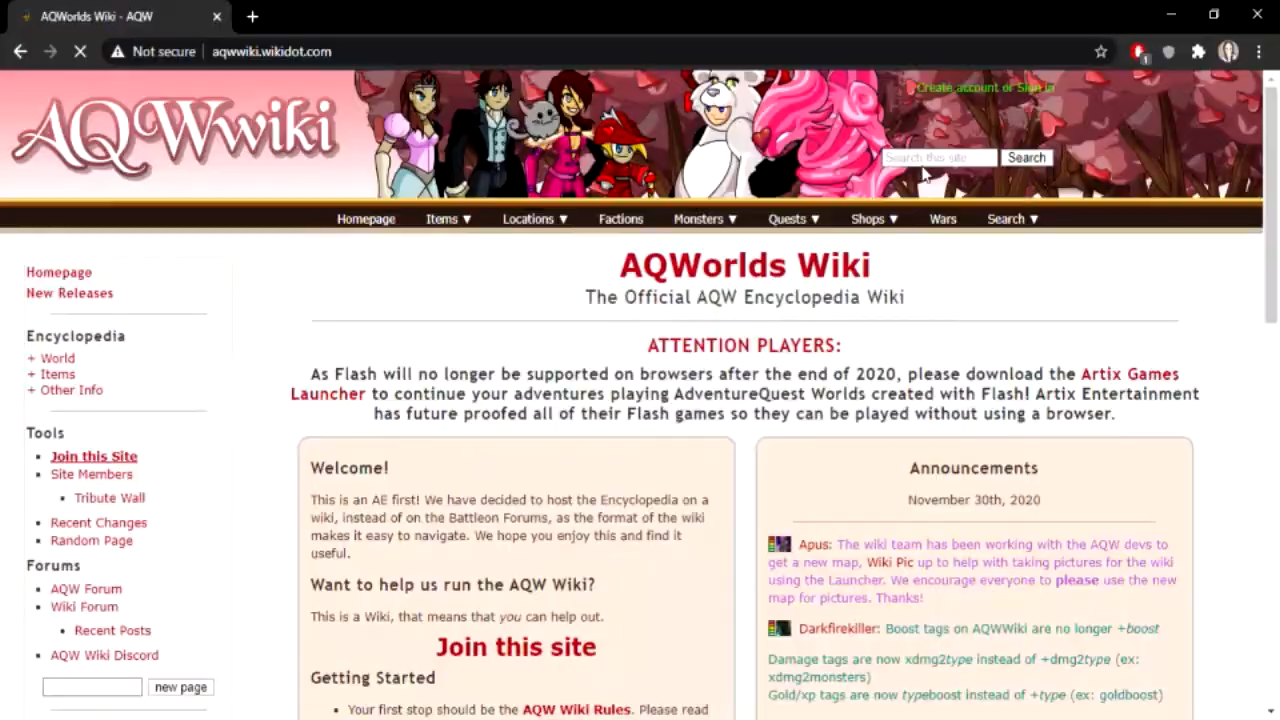 AQWorlds Wiki - AQW
Not secure
aqwwiki.wikidot.com
1
AQWwiki
Create account or Sign in
Search this site
Search
Homepage
Items ▼
Locations ▼
Factions
Monsters ▼
Quests ▼
Shops ▼
Wars
Search ▼
Homepage
New Releases
Encyclopedia
+ World
+ Items
+ Other Info
Tools
Join this Site
Site Members
Tribute Wall
Recent Changes
Random Page
Forums
AQW Forum
Wiki Forum
Recent Posts
AQW Wiki Discord
new page
AQWorlds Wiki
The Official AQW Encyclopedia Wiki
ATTENTION PLAYERS:
As Flash will no longer be supported on browsers after the end of 2020, please download the Artix Games
Launcher to continue your adventures playing AdventureQuest Worlds created with Flash! Artix Entertainment
has future proofed all of their Flash games so they can be played without using a browser.
Welcome!
This is an AE first! We have decided to host the Encyclopedia on a
wiki, instead of on the Battleon Forums, as the format of the wiki
makes it easy to navigate. We hope you enjoy this and find it
useful.
Want to help us run the AQW Wiki?
This is a Wiki, that means that you can help out.
Join this site
Getting Started
Your first stop should be the AQW Wiki Rules. Please read
Announcements
November 30th, 2020
Apus: The wiki team has been working with the AQW devs to
get a new map, Wiki Pic up to help with taking pictures for the wiki
using the Launcher. We encourage everyone to please use the new
map for pictures. Thanks!
Darkfirekiller: Boost tags on AQWWiki are no longer +boost
Damage tags are now xdmg2type instead of +dmg2type (ex:
xdmg2monsters)
Gold/xp tags are now typeboost instead of +type (ex: goldboost)